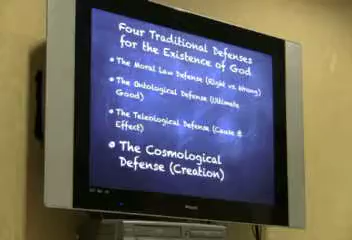 Four Traditional Defenses
for the Existence of God
• The Moral Law Defense (Right vs. Wrong)
• The Ontological Defense (Ultimate
Good)
• The Teleological Defense (Cause &
Effect)
• The Cosmological
Defense (Creation)
PHILIPS